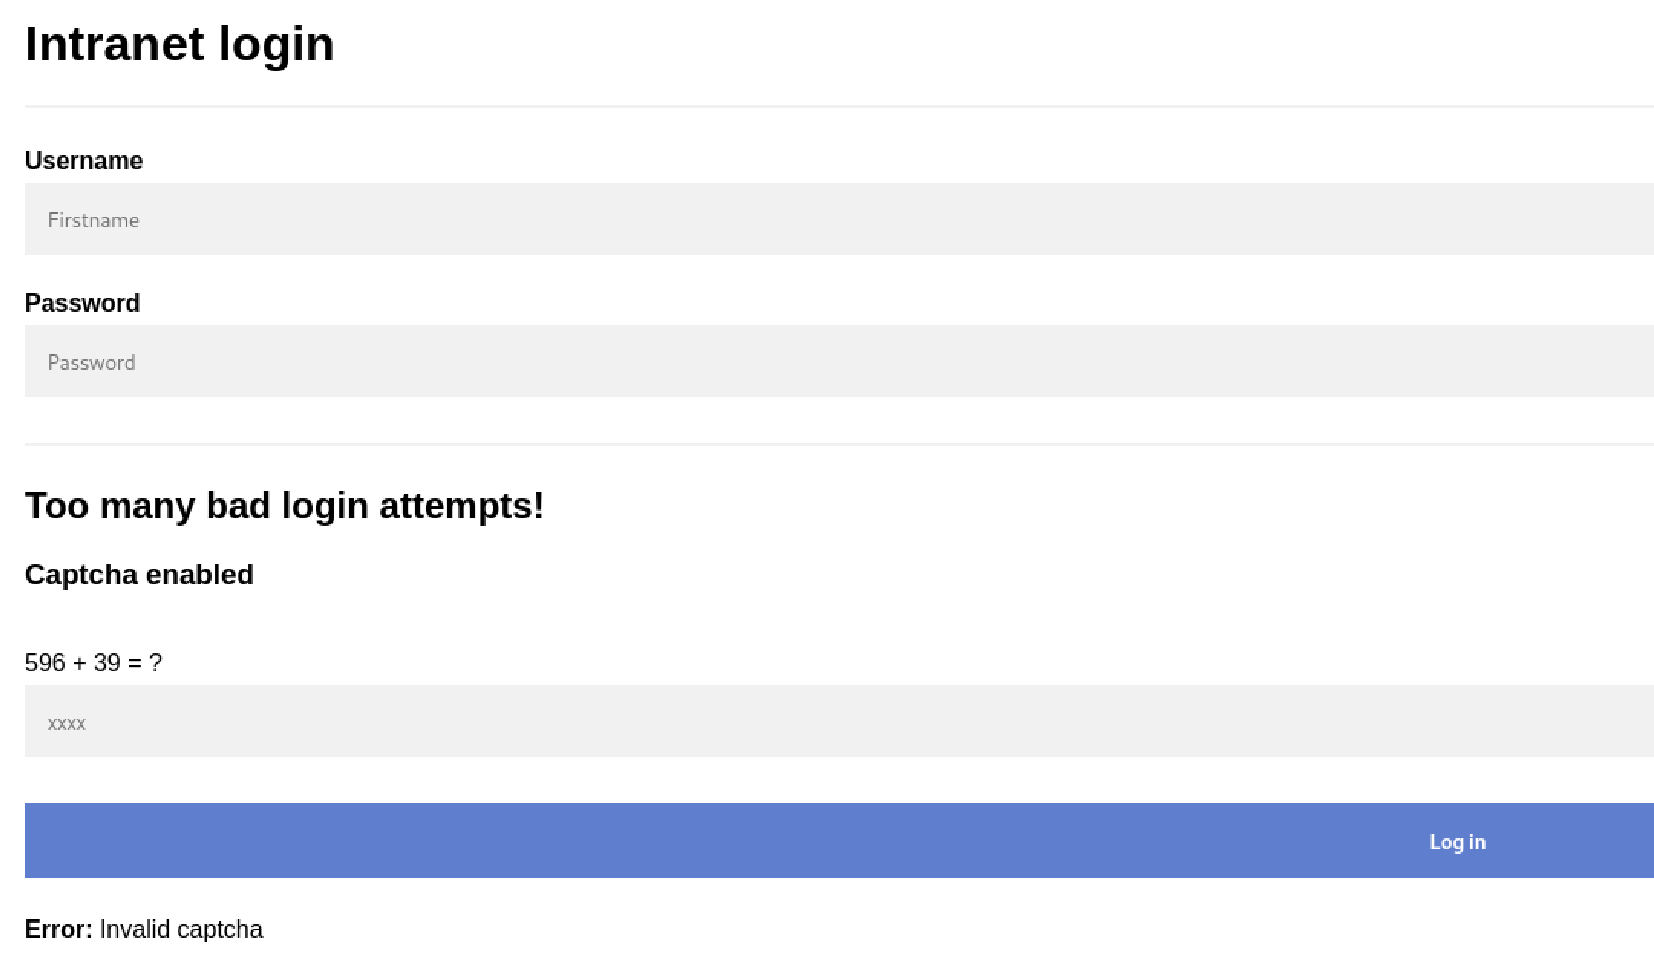 Intranet login
Username
Firstname
Password
Password
Too many bad login attempts!
Captcha enabled
596 + 39 = ?
xxxx
Log in
Error: Invalid captcha